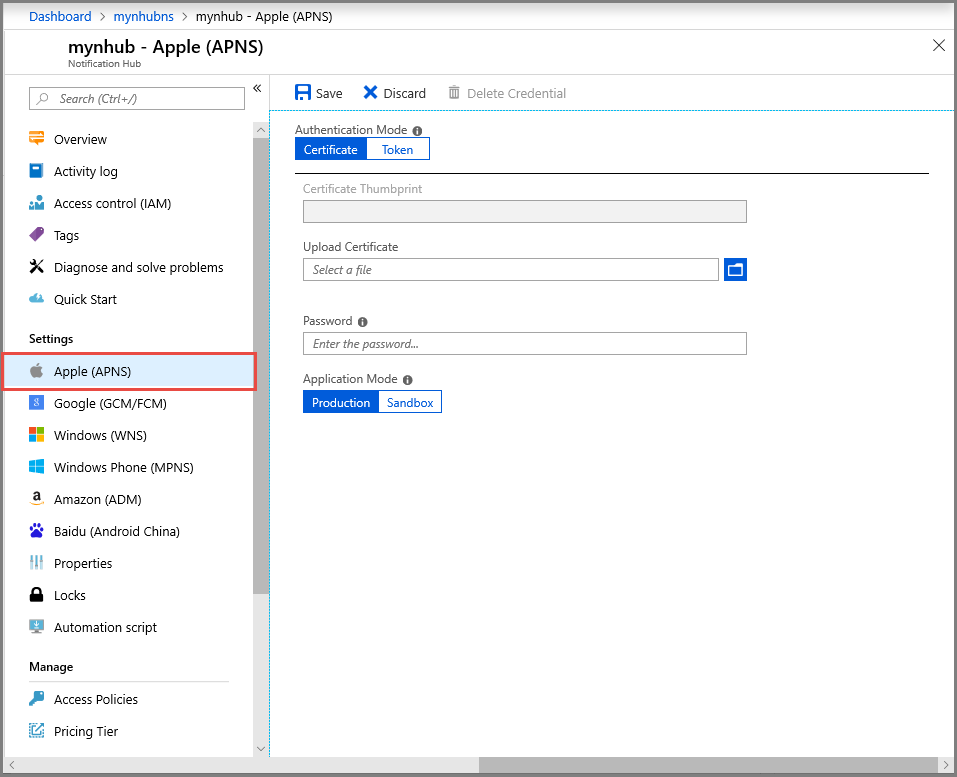 Dashboard > mynhubns > mynhub - Apple (APNS)
mynhub - Apple (APNS)
Notification Hub
Search (Ctrl+/)
«
Overview
Activity log
Access control (IAM)
Tags
Diagnose and solve problems
Quick Start
Settings
Apple (APNS)
Google (GCM/FCM)
Windows (WNS)
Windows Phone (MPNS)
Amazon (ADM)
Baidu (Android China)
Properties
Locks
Automation script
Manage
Access Policies
Pricing Tier
Save Discard Delete Credential
Authentication Mode
Certificate Token
Certificate Thumbprint
Upload Certificate
Select a file
Password
Enter the password...
Application Mode
Production Sandbox